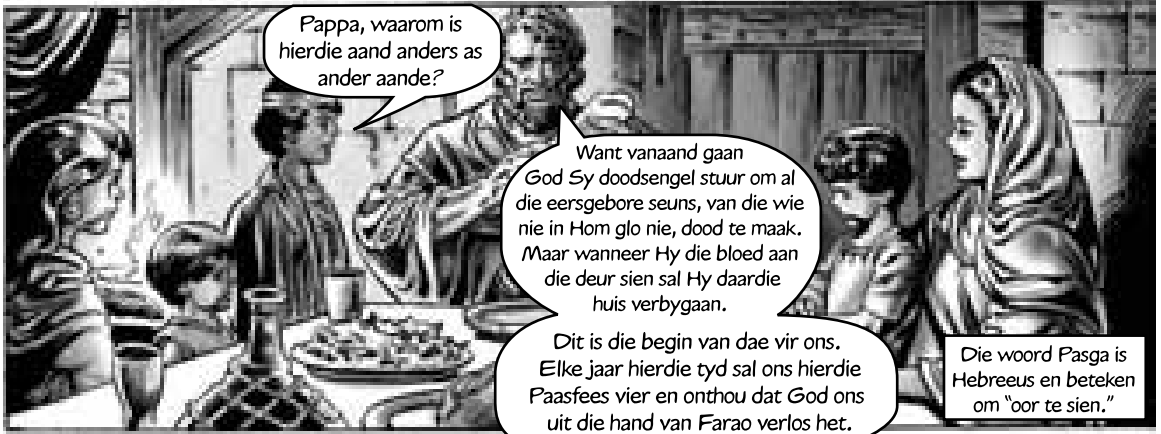 Pappa, waarom is
hierdie aand anders as
ander aande?
Want vanaand gaan
God Sy doodsengel stuur om al
die eersgebore seuns, van die wie
nie in Hom glo nie, dood te maak.
Maar wanneer Hy die bloed aan
die deur sien sal Hy daardie
huis verbygaan.
Dit is die begin van dae vir ons.
Elke jaar hierdie tyd sal ons hierdie
Paasfees vier en onthou dat God ons
uit die hand van Farao verlos het.
Die woord Pasga is
Hebreeus en beteken
om "oor te sien."